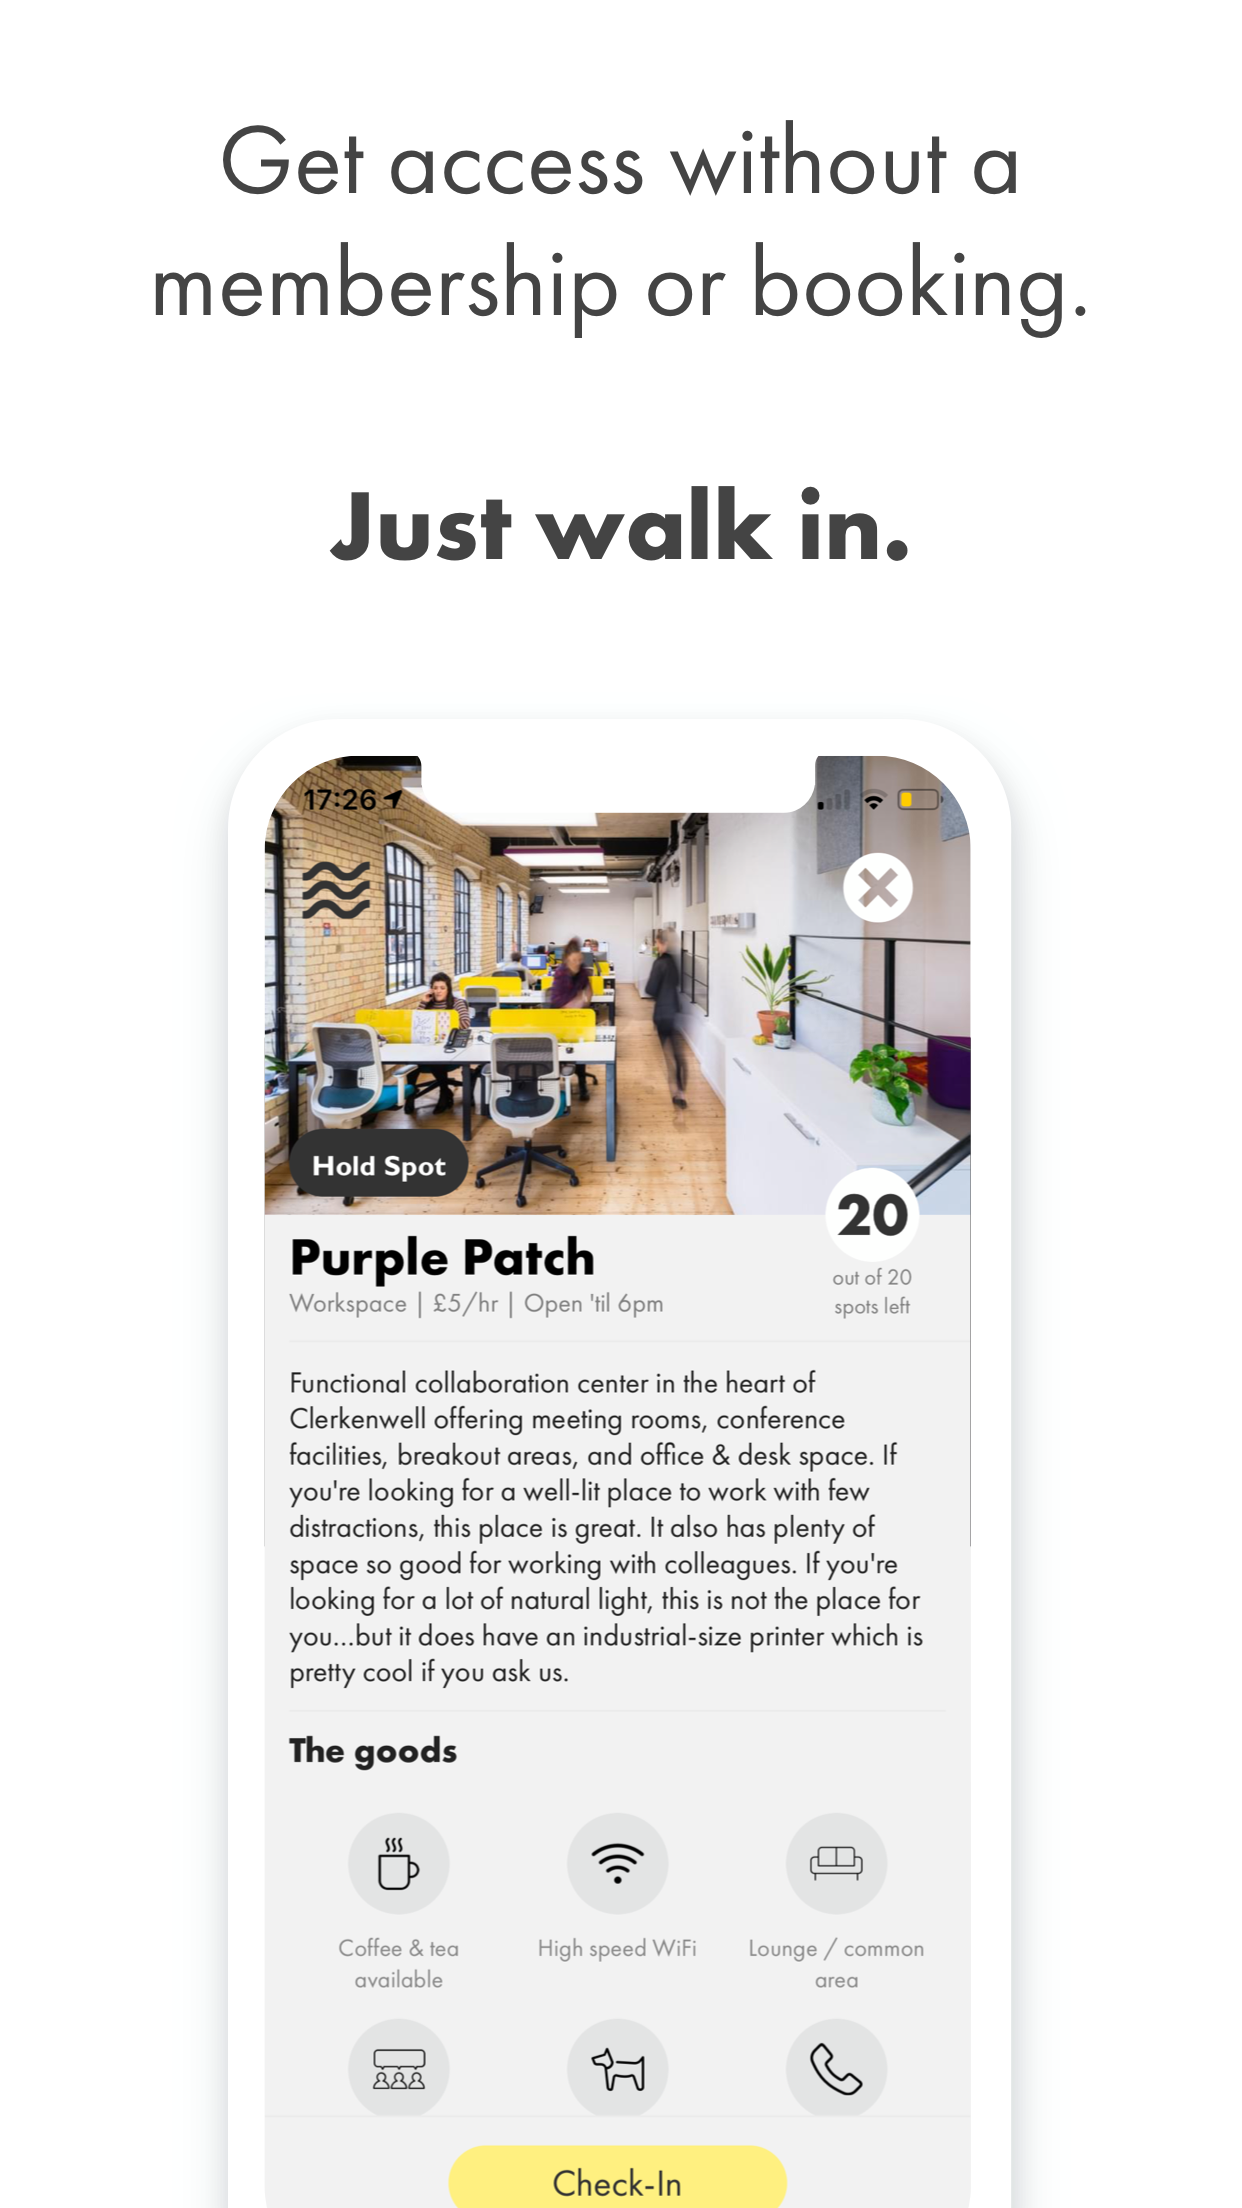 Get access without a
membership or booking.
Just walk in.
17:26
Hold Spot
20
out of 20
spots left
Purple Patch
Workspace | £5/hr | Open 'til 6pm
Functional collaboration center in the heart of
Clerkenwell offering meeting rooms, conference
facilities, breakout areas, and office & desk space. If
you're looking for a well-lit place to work with few
distractions, this place is great. It also has plenty of
space so good for working with colleagues. If you're
looking for a lot of natural light, this is not the place for
you...but it does have an industrial-size printer which is
pretty cool if you ask us.
The goods
Coffee & tea
available
High speed WiFi
Lounge / common
area
Check-In